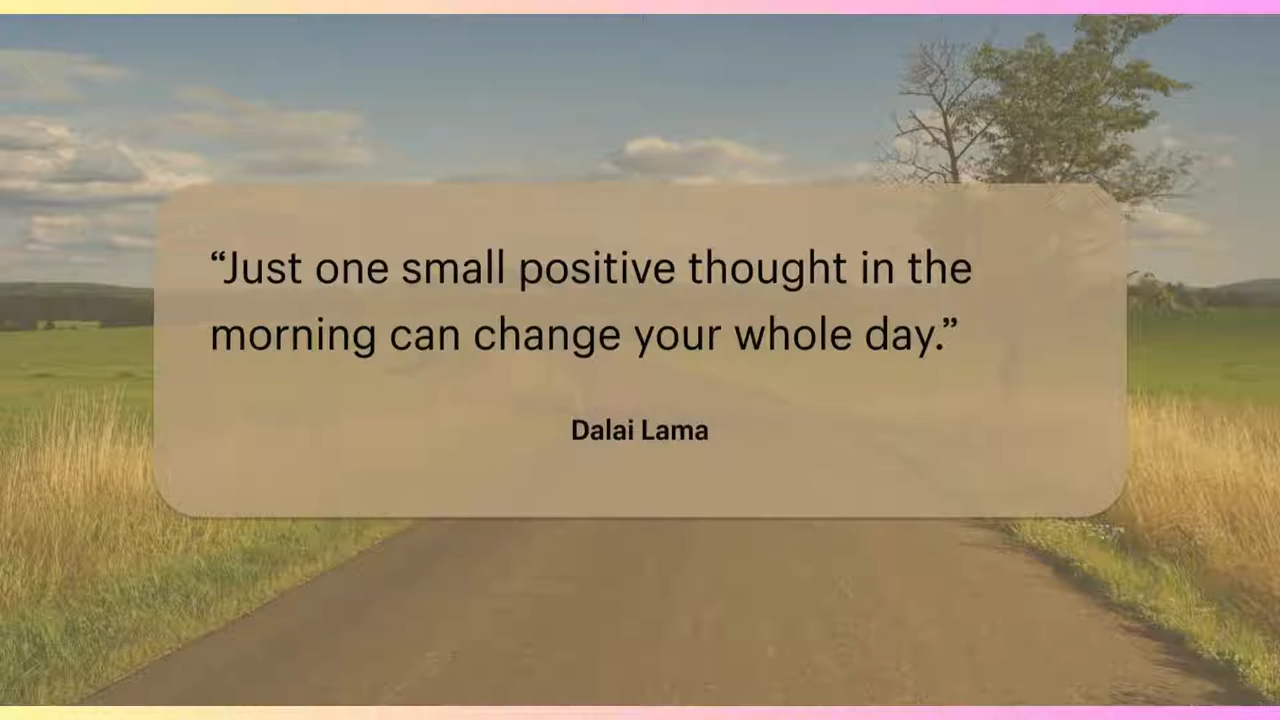 “Just one small positive thought in the
morning can change your whole day.”
Dalai Lama